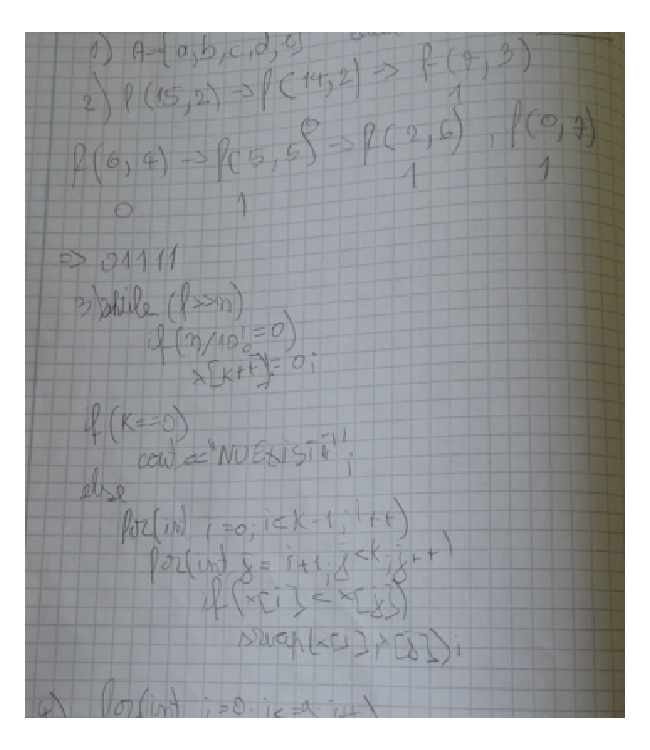 1) A={a,b,c,d,e}
2) f(15,2) => f(14,2) => f(7,3)
1
f(6,4) => f(5,5) => f(2,6), f(0,7)
0 1 1 1
=> 01111
3) while (f>>n)
if(n/10!=0)
x[k++]=0;
if(k==0)
cout<<"NU EXISTA";
else
for(int i=0;i<k-1;i++)
for(int j=i+1;j<k;j++)
if(x[i]<x[j])
swap(x[i],x[j]);
4) for(int i=0;i<=9;i++)